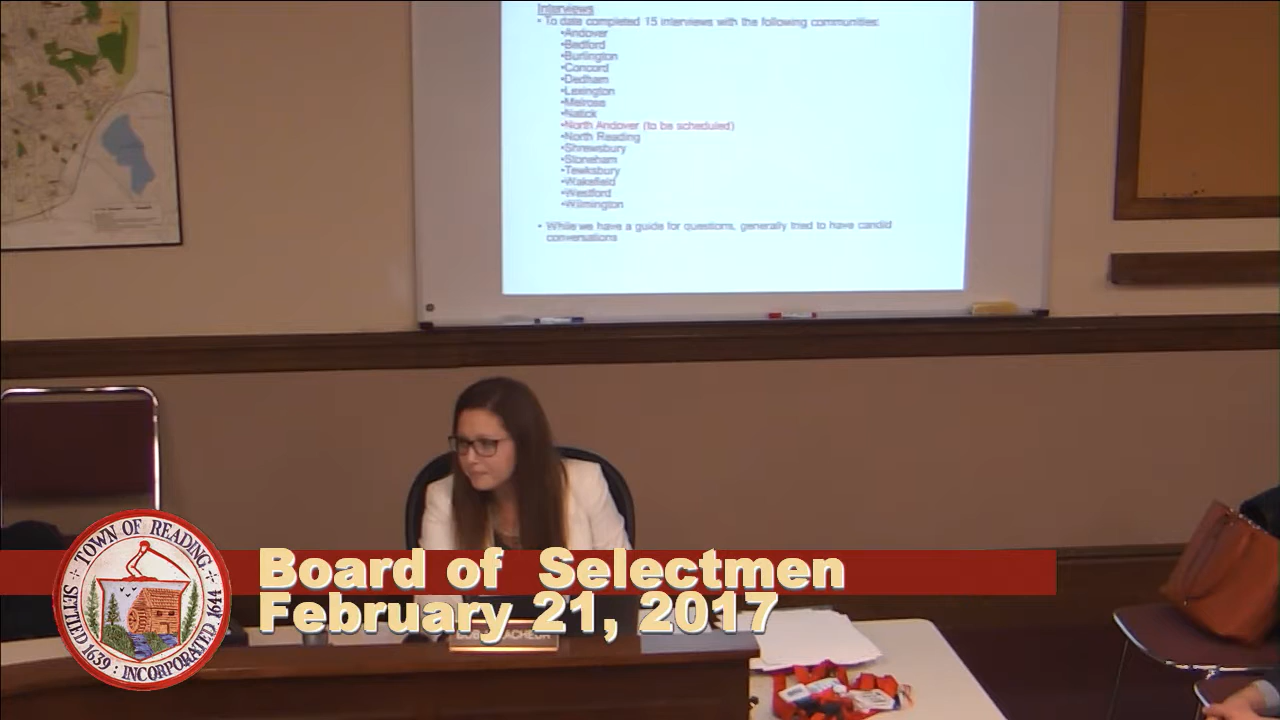 Interviews
• To date completed 15 interviews with the following communities:
•Andover
•Bedford
•Burlington
•Concord
•Dedham
•Lexington
•Melrose
•Natick
•North Andover (to be scheduled)
•North Reading
•Shrewsbury
•Stoneham
•Tewksbury
•Wakefield
•Westford
•Wilmington
• While we have a guide for questions, generally tried to have candid
conversations
TOWN OF READING
SETTLED 1639 : INCORPORATED 1644
Board of Selectmen
February 21, 2017